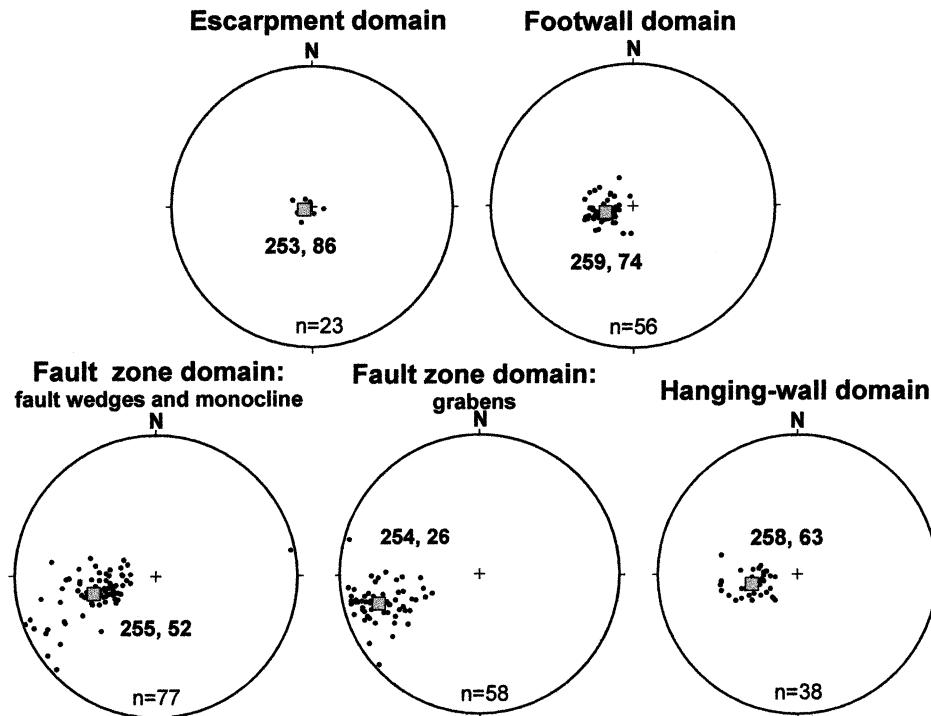 Escarpment domain
N
253, 86
n=23
Footwall domain
N
259, 74
n=56
Fault zone domain:
fault wedges and monocline
N
255, 52
n=77
Fault zone domain:
grabens
N
254, 26
n=58
Hanging-wall domain
N
258, 63
n=38